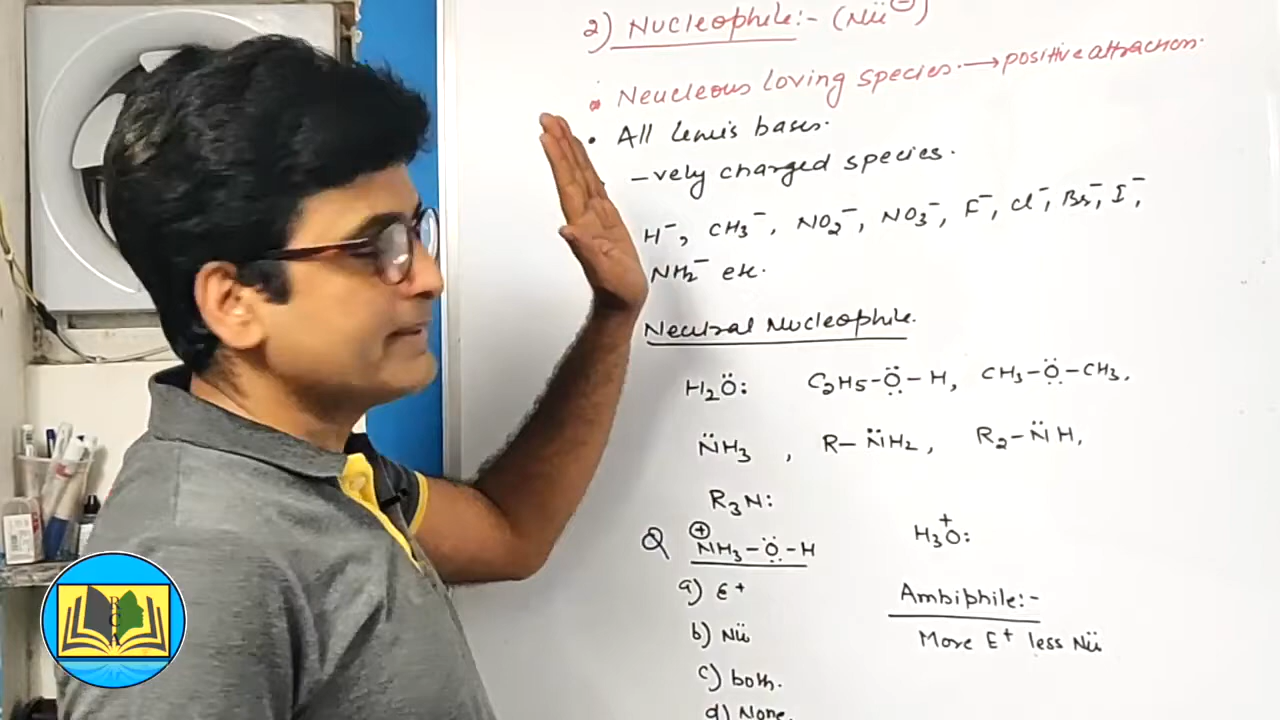 2) Nucleophile:- (Nü⊖)
• Neucleous loving species. → positive attraction.
• All Lewis bases.
-vely charged species.
H⁻, CH₃⁻, NO₂⁻, NO₃⁻, F⁻, Cl⁻, Br⁻, I⁻,
NH₂⁻ etc.
Neutral Nucleophile.
H₂Ö: C₂H₅-Ö̤-H, CH₃-Ö̤-CH₃,
N̈H₃, R-N̈H₂, R₂-N̈H,
R₃N:
Q ⊕NH₃-Ö̤-H H₃O⁺:
a) E⁺ Ambiphile:-
b) Nü More E⁺ less Nü
c) both.
d) None.
RCA